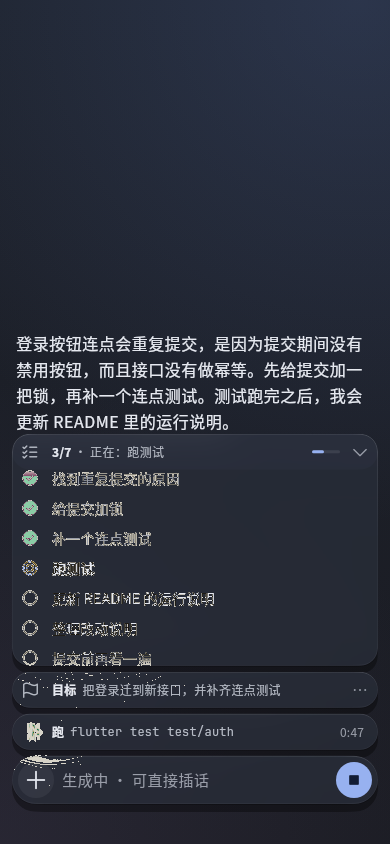 登录按钮连点会重复提交，是因为提交期间没有
禁用按钮，而且接口没有做幂等。先给提交加一
把锁，再补一个连点测试。测试跑完之后，我会
更新 README 里的运行说明。
3/7 · 正在：跑测试
找到重复提交的原因
给提交加锁
补一个连点测试
跑测试
更新 README 的运行说明
整理改动说明
提交前再看一遍
目标 把登录迁到新接口，并补齐连点测试
跑 flutter test test/auth 0:47
生成中 · 可直接插话